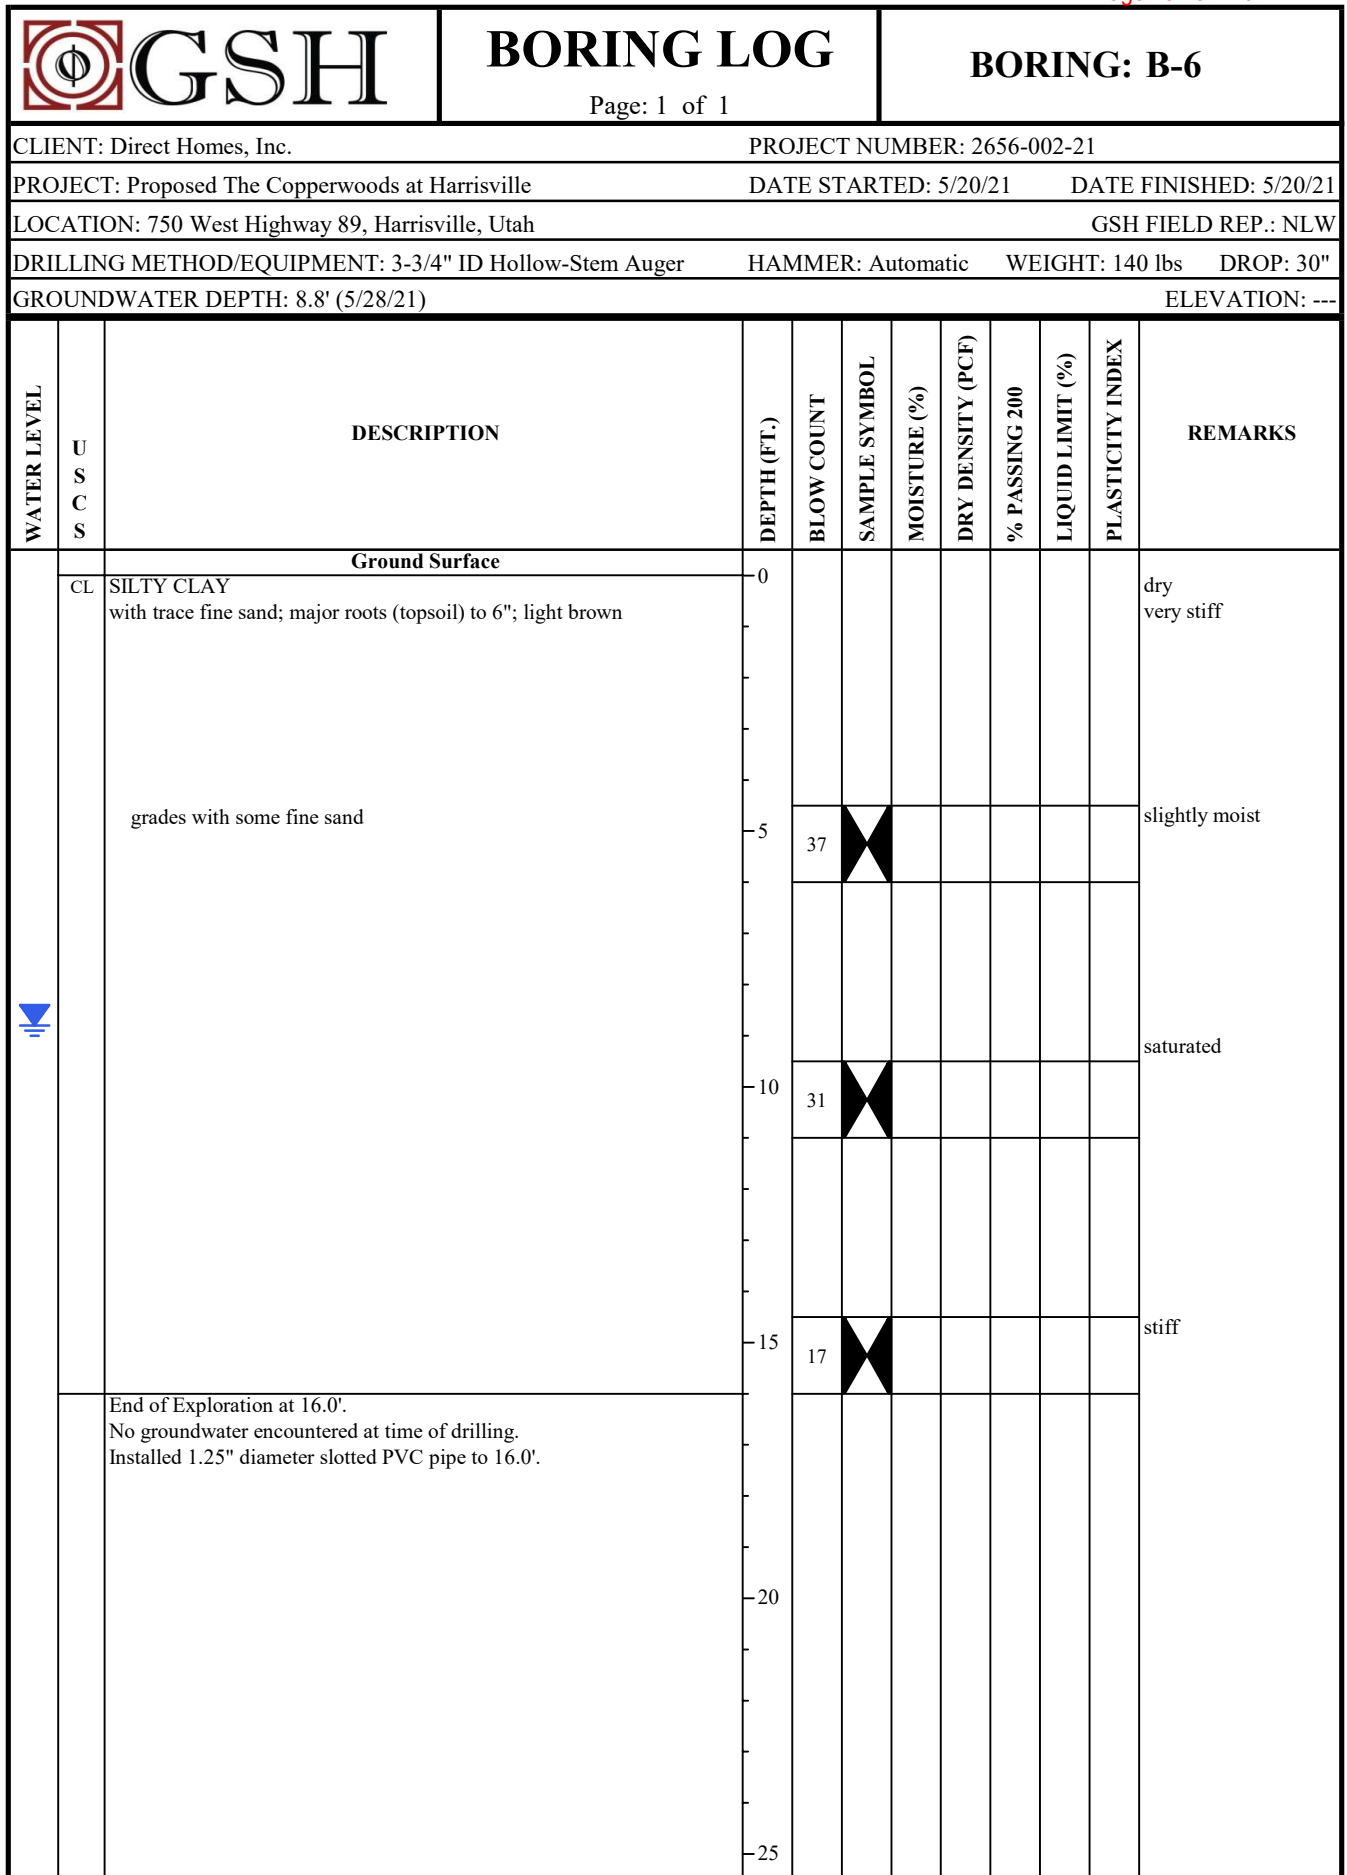 GSH
BORING LOG
Page: 1 of 1
BORING: B-6
CLIENT: Direct Homes, Inc. PROJECT NUMBER: 2656-002-21
PROJECT: Proposed The Copperwoods at Harrisville DATE STARTED: 5/20/21 DATE FINISHED: 5/20/21
LOCATION: 750 West Highway 89, Harrisville, Utah GSH FIELD REP.: NLW
DRILLING METHOD/EQUIPMENT: 3-3/4" ID Hollow-Stem Auger HAMMER: Automatic WEIGHT: 140 lbs DROP: 30"
GROUNDWATER DEPTH: 8.8' (5/28/21) ELEVATION: ---
WATER LEVEL
U
S
C
S
DESCRIPTION
DEPTH (FT.)
BLOW COUNT
SAMPLE SYMBOL
MOISTURE (%)
DRY DENSITY (PCF)
% PASSING 200
LIQUID LIMIT (%)
PLASTICITY INDEX
REMARKS
Ground Surface
0
CL SILTY CLAY dry
with trace fine sand; major roots (topsoil) to 6"; light brown very stiff
grades with some fine sand slightly moist
5
37
saturated
10
31
stiff
15
17
End of Exploration at 16.0'.
No groundwater encountered at time of drilling.
Installed 1.25" diameter slotted PVC pipe to 16.0'.
20
25